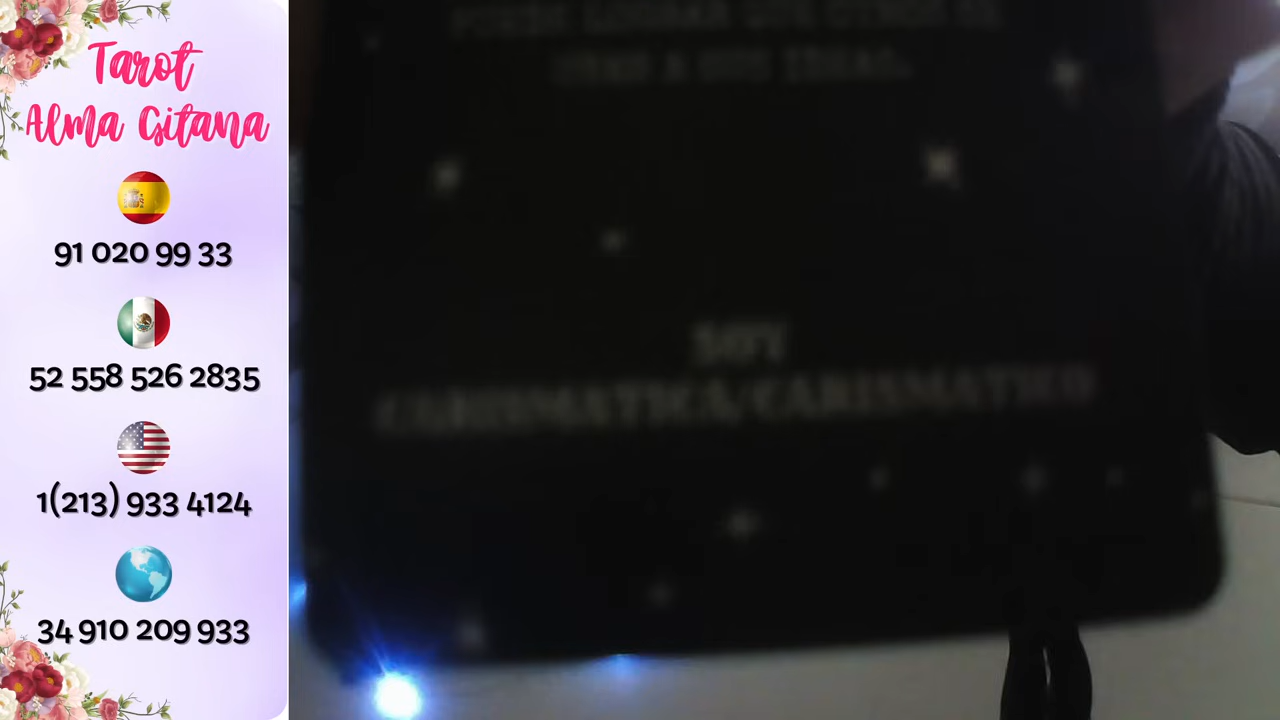 Tarot
Alma Gitana
91 020 99 33
52 558 526 2835
1(213) 933 4124
34 910 209 933
SOY
CARISMATICA/CARISMATICO